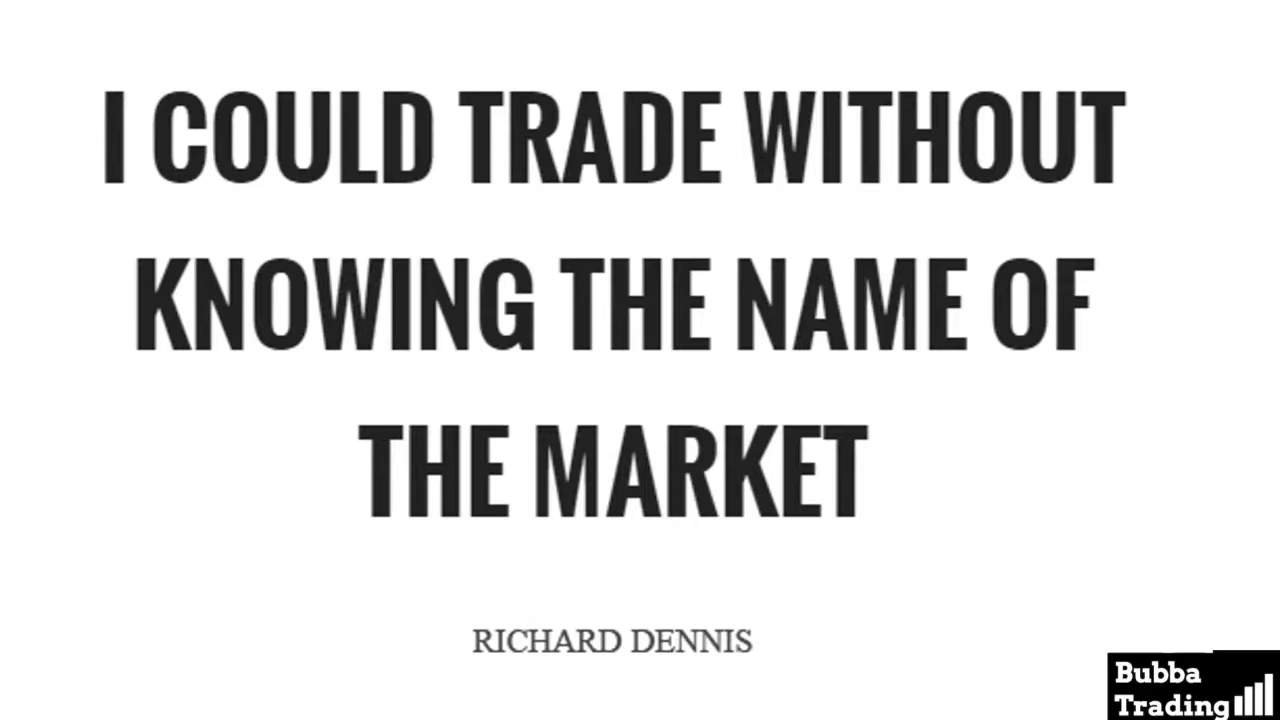 I COULD TRADE WITHOUT
KNOWING THE NAME OF
THE MARKET
RICHARD DENNIS
Bubba
Trading